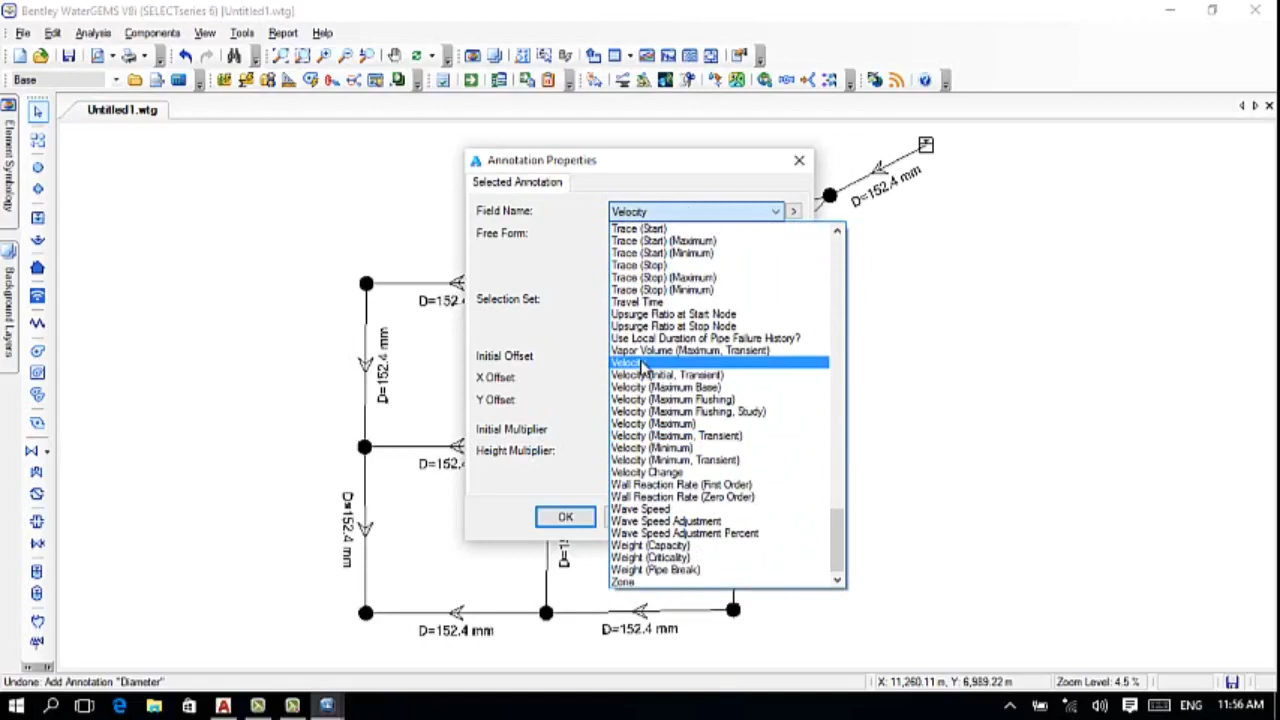 Bentley WaterGEMS V8i (SELECTseries 6) [Untitled1.wtg]
File Edit Analysis Components View Tools Report Help
Base
Untitled1.wtg
Element Symbology
Background Layers
Annotation Properties
Selected Annotation
Field Name: Velocity
Free Form:
Selection Set:
Initial Offset
X Offset
Y Offset
Initial Multiplier
Height Multiplier:
OK
Trace (Start)
Trace (Start) (Maximum)
Trace (Start) (Minimum)
Trace (Stop)
Trace (Stop) (Maximum)
Trace (Stop) (Minimum)
Travel Time
Upsurge Ratio at Start Node
Upsurge Ratio at Stop Node
Use Local Duration of Pipe Failure History?
Vapor Volume (Maximum, Transient)
Velocity
Velocity (Initial, Transient)
Velocity (Maximum Base)
Velocity (Maximum Flushing)
Velocity (Maximum Flushing, Study)
Velocity (Maximum)
Velocity (Maximum, Transient)
Velocity (Minimum)
Velocity (Minimum, Transient)
Velocity Change
Wall Reaction Rate (First Order)
Wall Reaction Rate (Zero Order)
Wave Speed
Wave Speed Adjustment
Wave Speed Adjustment Percent
Weight (Capacity)
Weight (Criticality)
Weight (Pipe Break)
Zone
D=152.4 mm
D=152.4
D=152.4 mm
D=152.4
D=152.4 mm
D=1
D=152.4 mm
D=152.4 mm
Undone: Add Annotation "Diameter"
X: 11,260.11 m, Y: 6,989.22 m
Zoom Level: 4.5 %
ENG
11:56 AM